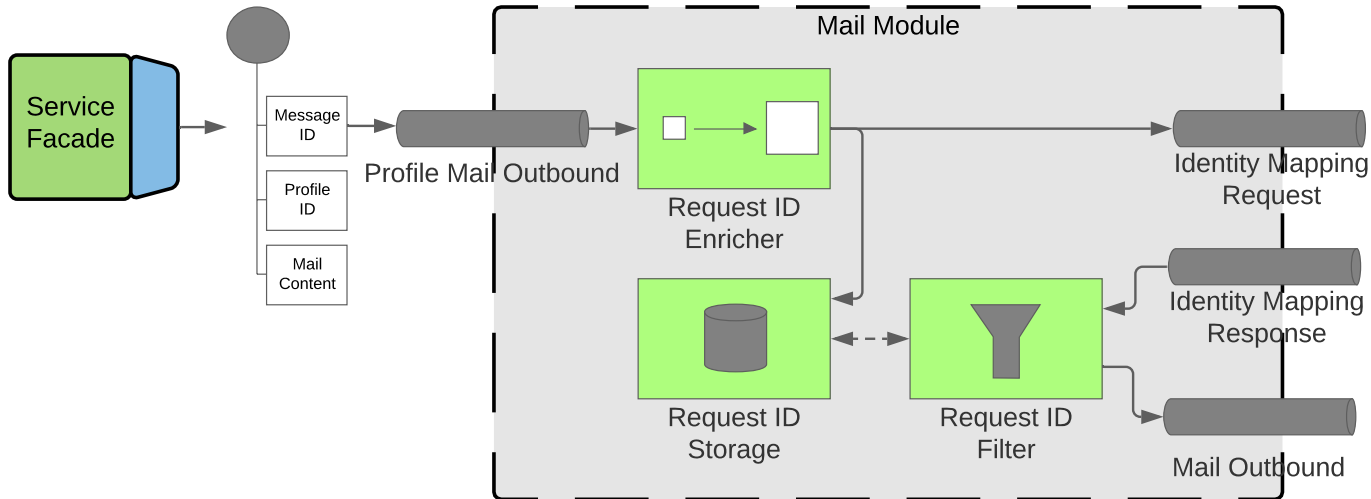 Mail Module
Service
Facade
Message
ID
Profile
ID
Mail
Content
Profile Mail Outbound
Request ID
Enricher
Identity Mapping
Request
Identity Mapping
Response
Request ID
Storage
Request ID
Filter
Mail Outbound